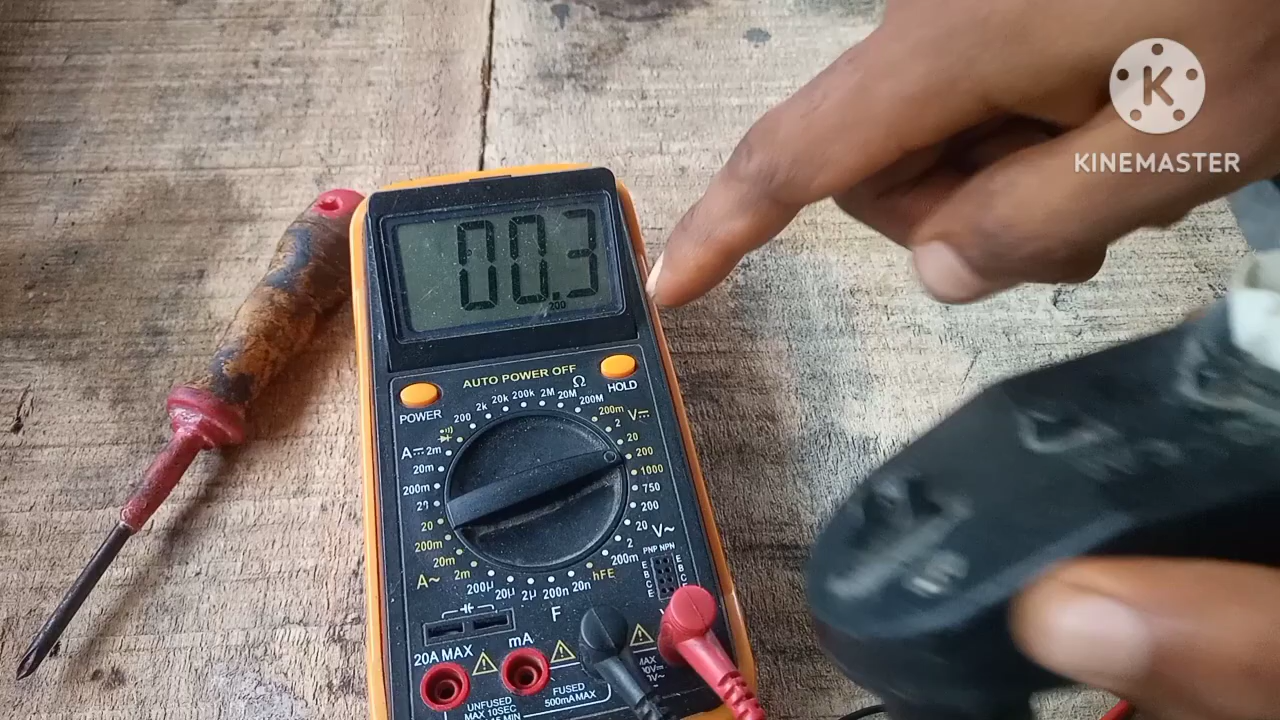 K
KINEMASTER
00.3
200
AUTO POWER OFF
POWER
HOLD
Ω
200 2k 20k 200k 2M 20M 200M
200m V⎓
2
20
200
1000
750
200
20 V~
2
200m
A⎓ 2m
20m
200m
20
200m
20m
A~ 2m
200µ 20µ 2µ 200n 20n hFE
F
PNP NPN
E E
B B
C C
E E
20A MAX
mA
UNFUSED
MAX 10SEC
FUSED
500mA MAX